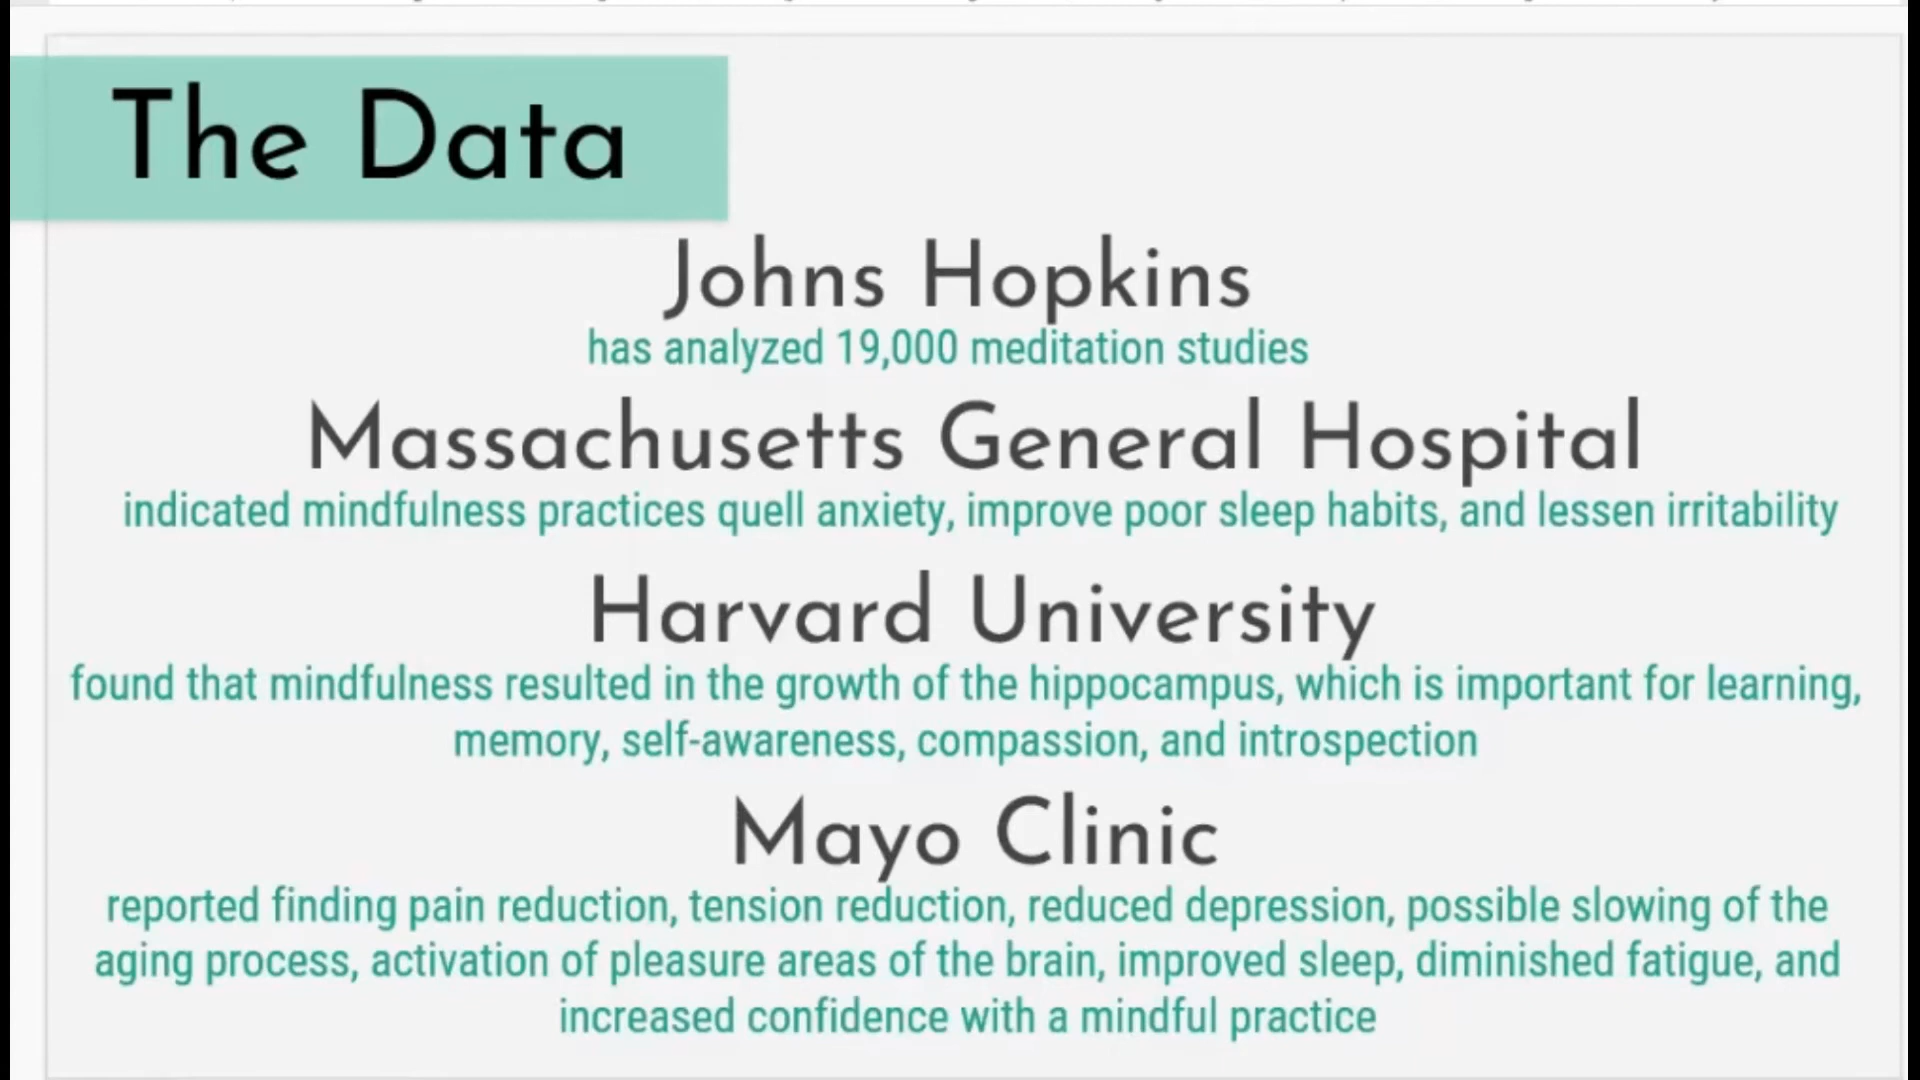 The Data
Johns Hopkins
has analyzed 19,000 meditation studies
Massachusetts General Hospital
indicated mindfulness practices quell anxiety, improve poor sleep habits, and lessen irritability
Harvard University
found that mindfulness resulted in the growth of the hippocampus, which is important for learning,
memory, self-awareness, compassion, and introspection
Mayo Clinic
reported finding pain reduction, tension reduction, reduced depression, possible slowing of the
aging process, activation of pleasure areas of the brain, improved sleep, diminished fatigue, and
increased confidence with a mindful practice